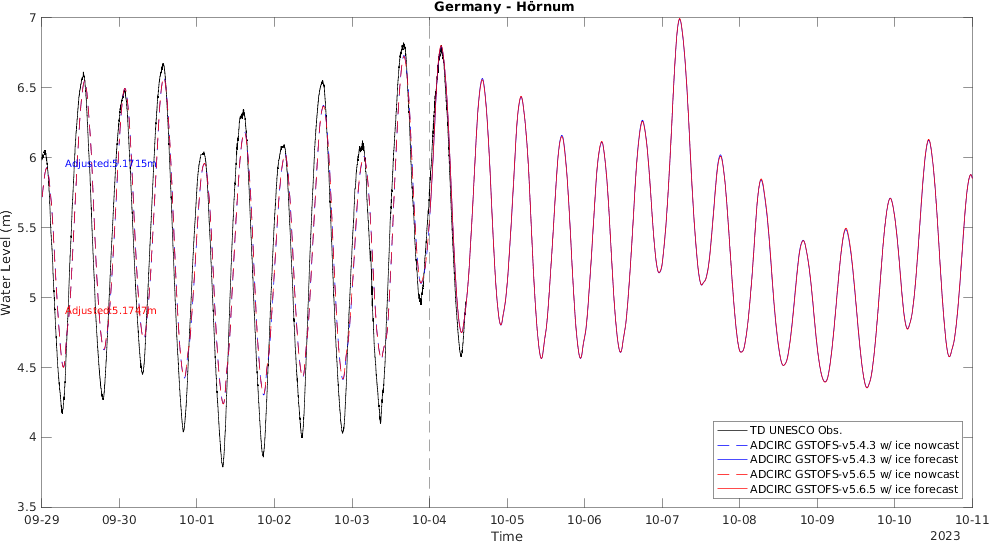 Germany - Hörnum
Water Level (m)
7
6.5
6
5.5
5
4.5
4
3.5
Adjusted:5.1715m
Adjusted:5.1747m
TD UNESCO Obs.
ADCIRC GSTOFS-v5.4.3 w/ ice nowcast
ADCIRC GSTOFS-v5.4.3 w/ ice forecast
ADCIRC GSTOFS-v5.6.5 w/ ice nowcast
ADCIRC GSTOFS-v5.6.5 w/ ice forecast
09-29 09-30 10-01 10-02 10-03 10-04 10-05 10-06 10-07 10-08 10-09 10-10 10-11
Time
2023